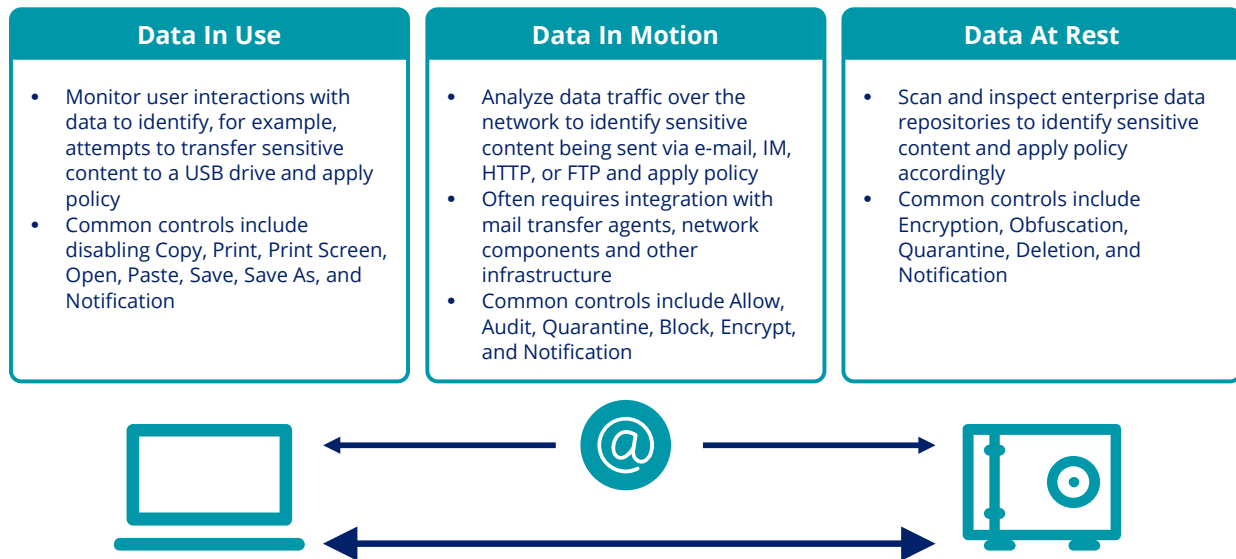 Data In Use
• Monitor user interactions with
data to identify, for example,
attempts to transfer sensitive
content to a USB drive and apply
policy
• Common controls include
disabling Copy, Print, Print Screen,
Open, Paste, Save, Save As, and
Notification
Data In Motion
• Analyze data traffic over the
network to identify sensitive
content being sent via e-mail, IM,
HTTP, or FTP and apply policy
• Often requires integration with
mail transfer agents, network
components and other
infrastructure
• Common controls include Allow,
Audit, Quarantine, Block, Encrypt,
and Notification
Data At Rest
• Scan and inspect enterprise data
repositories to identify sensitive
content and apply policy
accordingly
• Common controls include
Encryption, Obfuscation,
Quarantine, Deletion, and
Notification
@